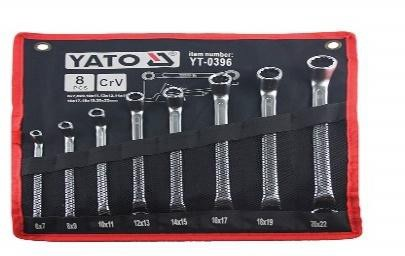 YATO
item number:
YT-0396
8
PCS
CrV
6x7 8x9 10x11 12x13 14x15 16x17 18x19 20x22